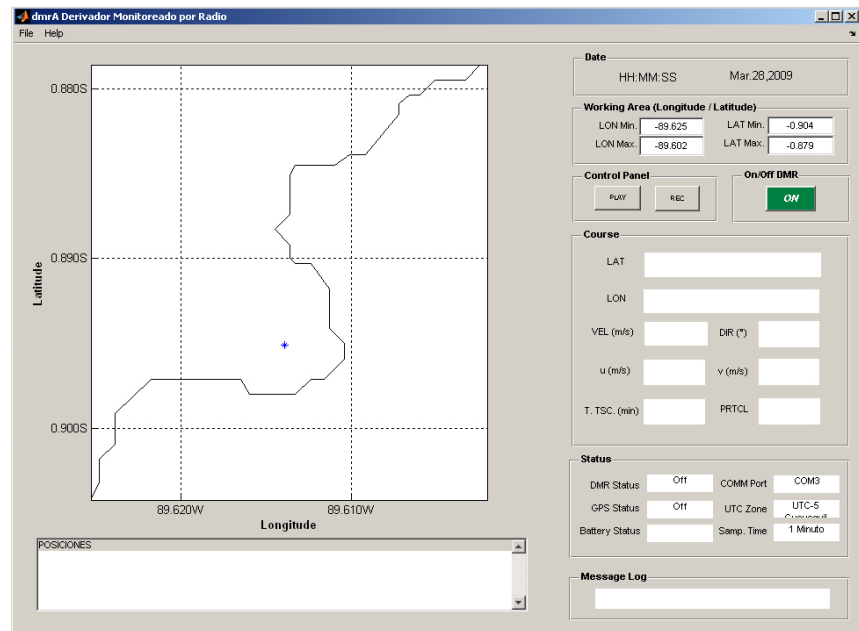 dmrA Derivador Monitoreado por Radio
File Help
0.880S
0.890S
0.900S
Latitude
89.620W 89.610W
Longitude
POSICIONES
Date
HH:MM:SS Mar.28,2009
Working Area (Longitude / Latitude)
LON Min. -89.625 LAT Min. -0.904
LON Max. -89.602 LAT Max. -0.879
Control Panel
PLAY REC
On/Off DMR
ON
Course
LAT
LON
VEL (m/s) DIR (°)
u (m/s) v (m/s)
T. TSC. (min) PRTCL
Status
DMR Status Off COMM Port COM3
GPS Status Off UTC Zone UTC-5
Battery Status Samp. Time 1 Minuto
Message Log